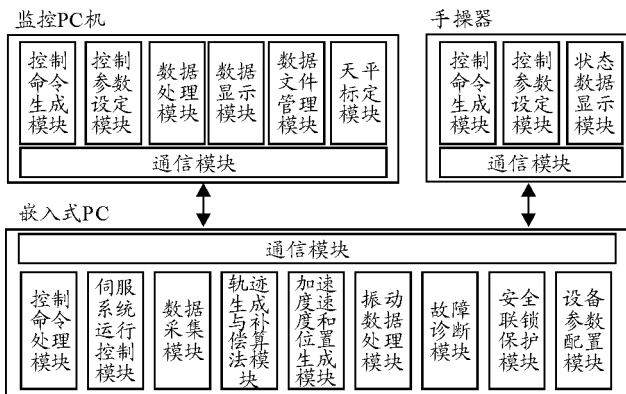 监控PC机
控制
命令
生成
模块
控制
参数
设定
模块
数据
处理
模块
数据
显示
模块
数据
文件
管理
模块
天平
标定
模块
通信模块
手操器
控制
命令
生成
模块
控制
参数
设定
模块
状态
数据
显示
模块
通信模块
嵌入式PC
通信模块
控制
命令
处理
模块
伺服
系统
运行
控制
模块
数据
采集
模块
轨迹
生成
与补
偿算
法模
块
加速
度速
度和
位置
生成
模块
振动
数据
处理
模块
故障
诊断
模块
安全
联锁
保护
模块
设备
参数
配置
模块